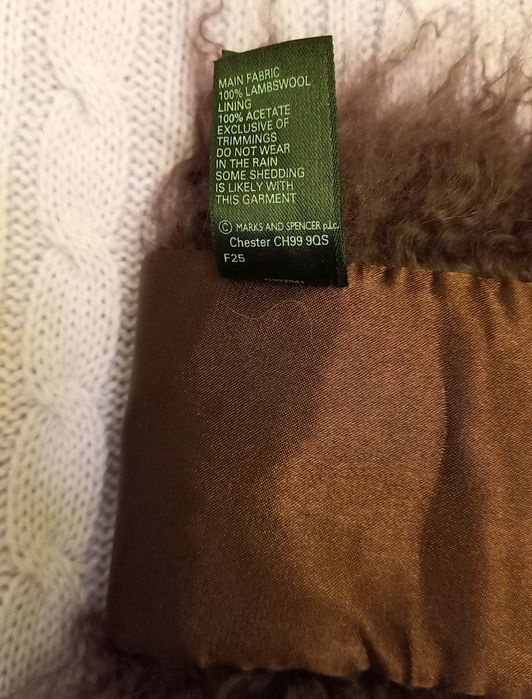 MAIN FABRIC
100% LAMBSWOOL
LINING
100% ACETATE
EXCLUSIVE OF
TRIMMINGS
DO NOT WEAR
IN THE RAIN
SOME SHEDDING
IS LIKELY WITH
THIS GARMENT
© MARKS AND SPENCER p.l.c.
Chester CH99 9QS
F25